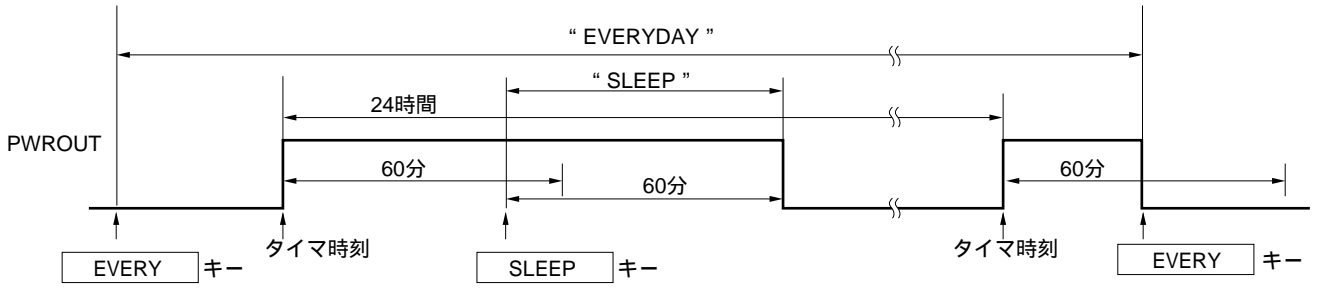 “ EVERYDAY ”
“ SLEEP ”
24時間
PWROUT
60分
60分
60分
タイマ時刻
タイマ時刻
EVERY キー
SLEEP キー
EVERY キー